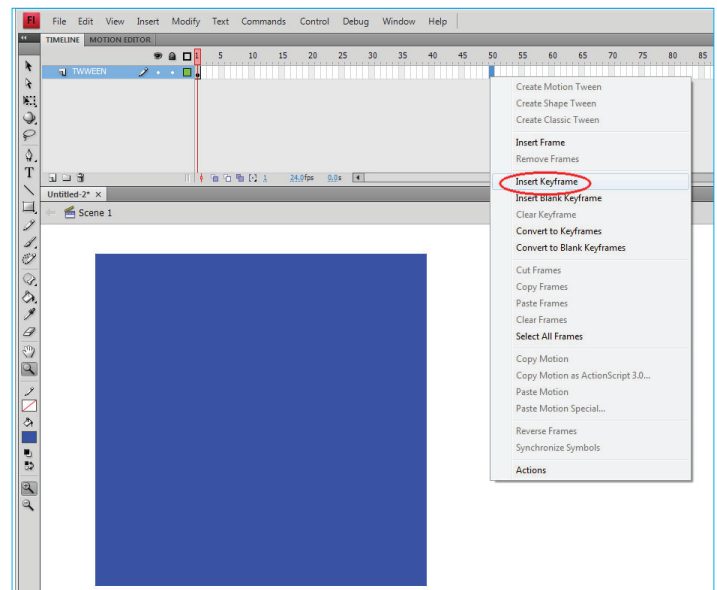 Fl File Edit View Insert Modify Text Commands Control Debug Window Help
TIMELINE MOTION EDITOR
1 5 10 15 20 25 30 35 40 45 50 55 60 65 70 75 80 85
TWWEEN
1 24.0fps 0.0s
Untitled-2* ×
Scene 1
Create Motion Tween
Create Shape Tween
Create Classic Tween
Insert Frame
Remove Frames
Insert Keyframe
Insert Blank Keyframe
Clear Keyframe
Convert to Keyframes
Convert to Blank Keyframes
Cut Frames
Copy Frames
Paste Frames
Clear Frames
Select All Frames
Copy Motion
Copy Motion as ActionScript 3.0...
Paste Motion
Paste Motion Special...
Reverse Frames
Synchronize Symbols
Actions